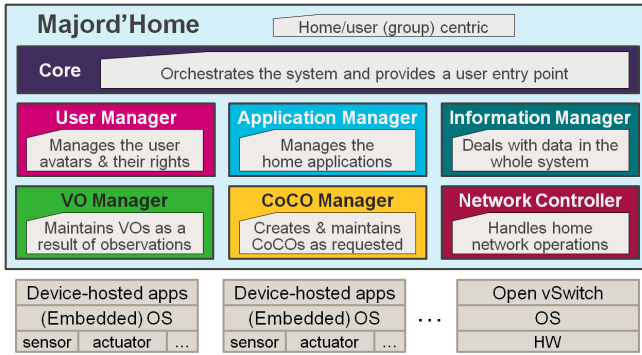 Majord'Home
Home/user (group) centric
Core
Orchestrates the system and provides a user entry point
User Manager
Manages the user
avatars & their rights
Application Manager
Manages the
home applications
Information Manager
Deals with data in the
whole system
VO Manager
Maintains VOs as a
result of observations
CoCO Manager
Creates & maintains
CoCOs as requested
Network Controller
Handles home
network operations
Device-hosted apps
(Embedded) OS
sensor actuator ...
Device-hosted apps
(Embedded) OS
sensor actuator ...
...
Open vSwitch
OS
HW